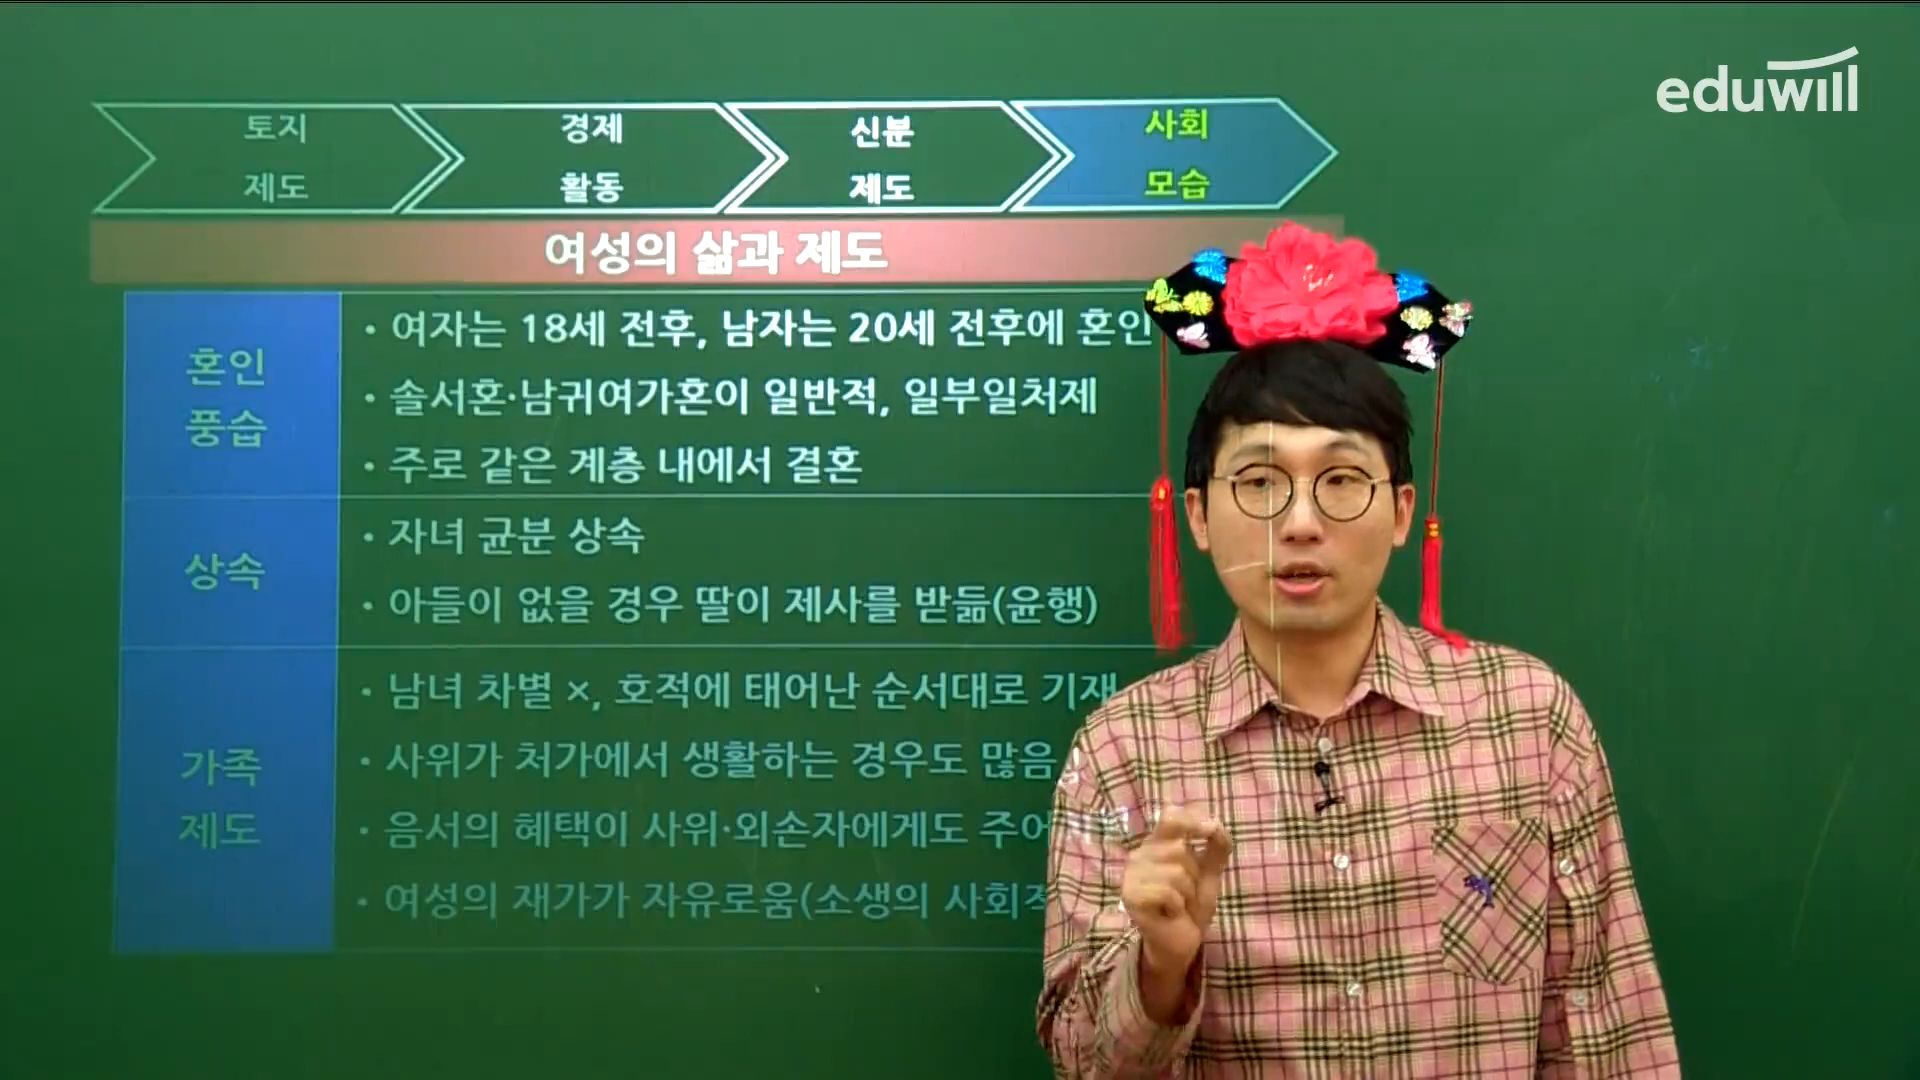 eduwill
토지
제도
경제
활동
신분
제도
사회
모습
여성의 삶과 제도
혼인
풍습
• 여자는 18세 전후, 남자는 20세 전후에 혼인
• 솔서혼·남귀여가혼이 일반적, 일부일처제
• 주로 같은 계층 내에서 결혼
상속
• 자녀 균분 상속
• 아들이 없을 경우 딸이 제사를 받듦(윤행)
가족
제도
• 남녀 차별 ×, 호적에 태어난 순서대로 기재
• 사위가 처가에서 생활하는 경우도 많음
• 음서의 혜택이 사위·외손자에게도
• 여성의 재가가 자유로움(소생의